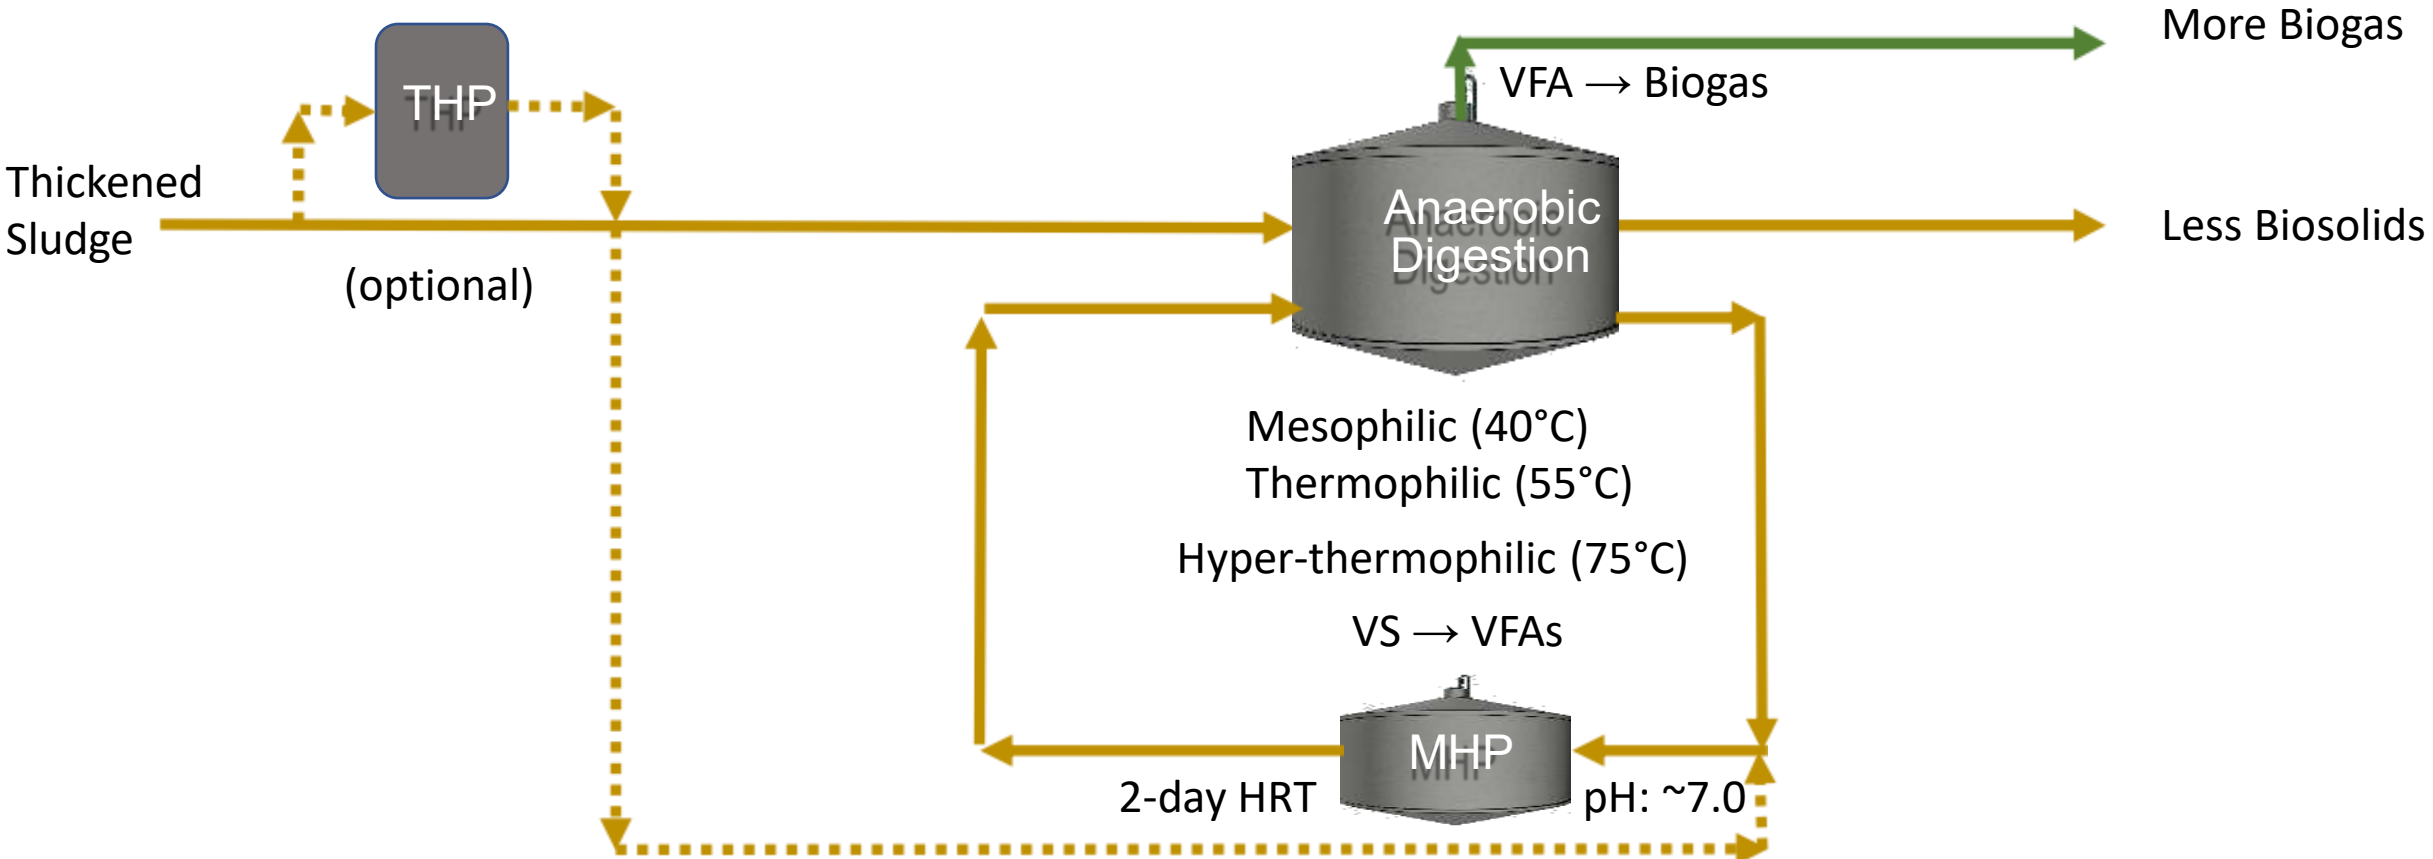 More Biogas
VFA → Biogas
THP
Thickened
Sludge
(optional)
Anaerobic
Digestion
Less Biosolids
Mesophilic (40°C)
Thermophilic (55°C)
Hyper-thermophilic (75°C)
VS → VFAs
MHP
2-day HRT
pH: ~7.0